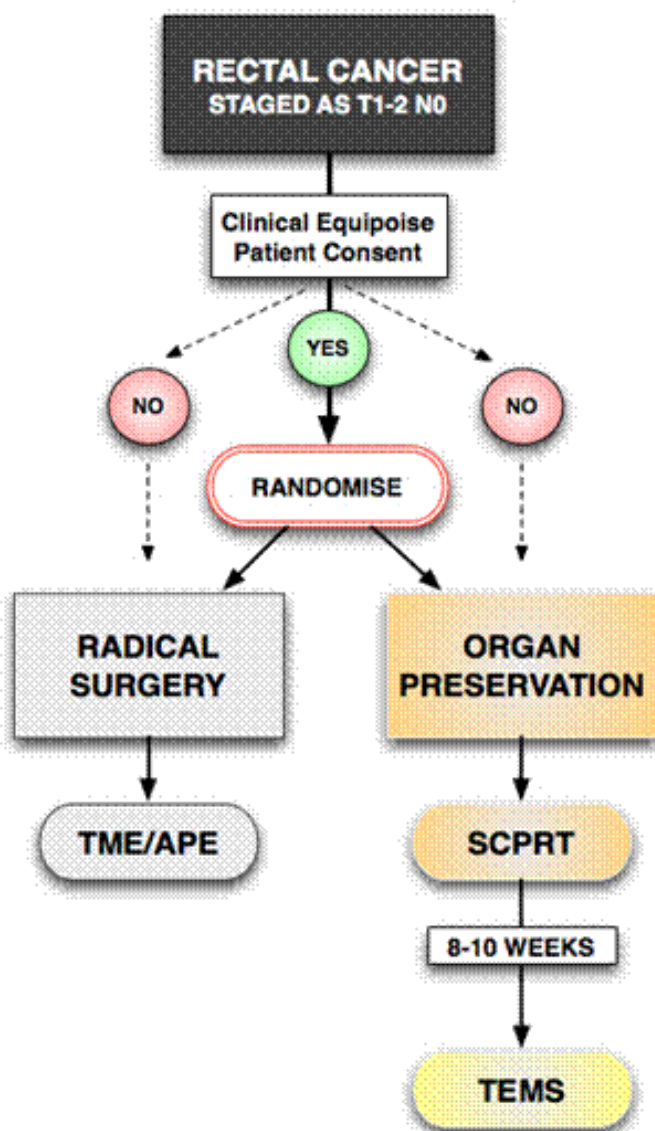 RECTAL CANCER
STAGED AS T1-2 N0
Clinical Equipoise
Patient Consent
YES
NO
NO
RANDOMISE
RADICAL
SURGERY
ORGAN
PRESERVATION
TME/APE
SCPRT
8-10 WEEKS
TEMS